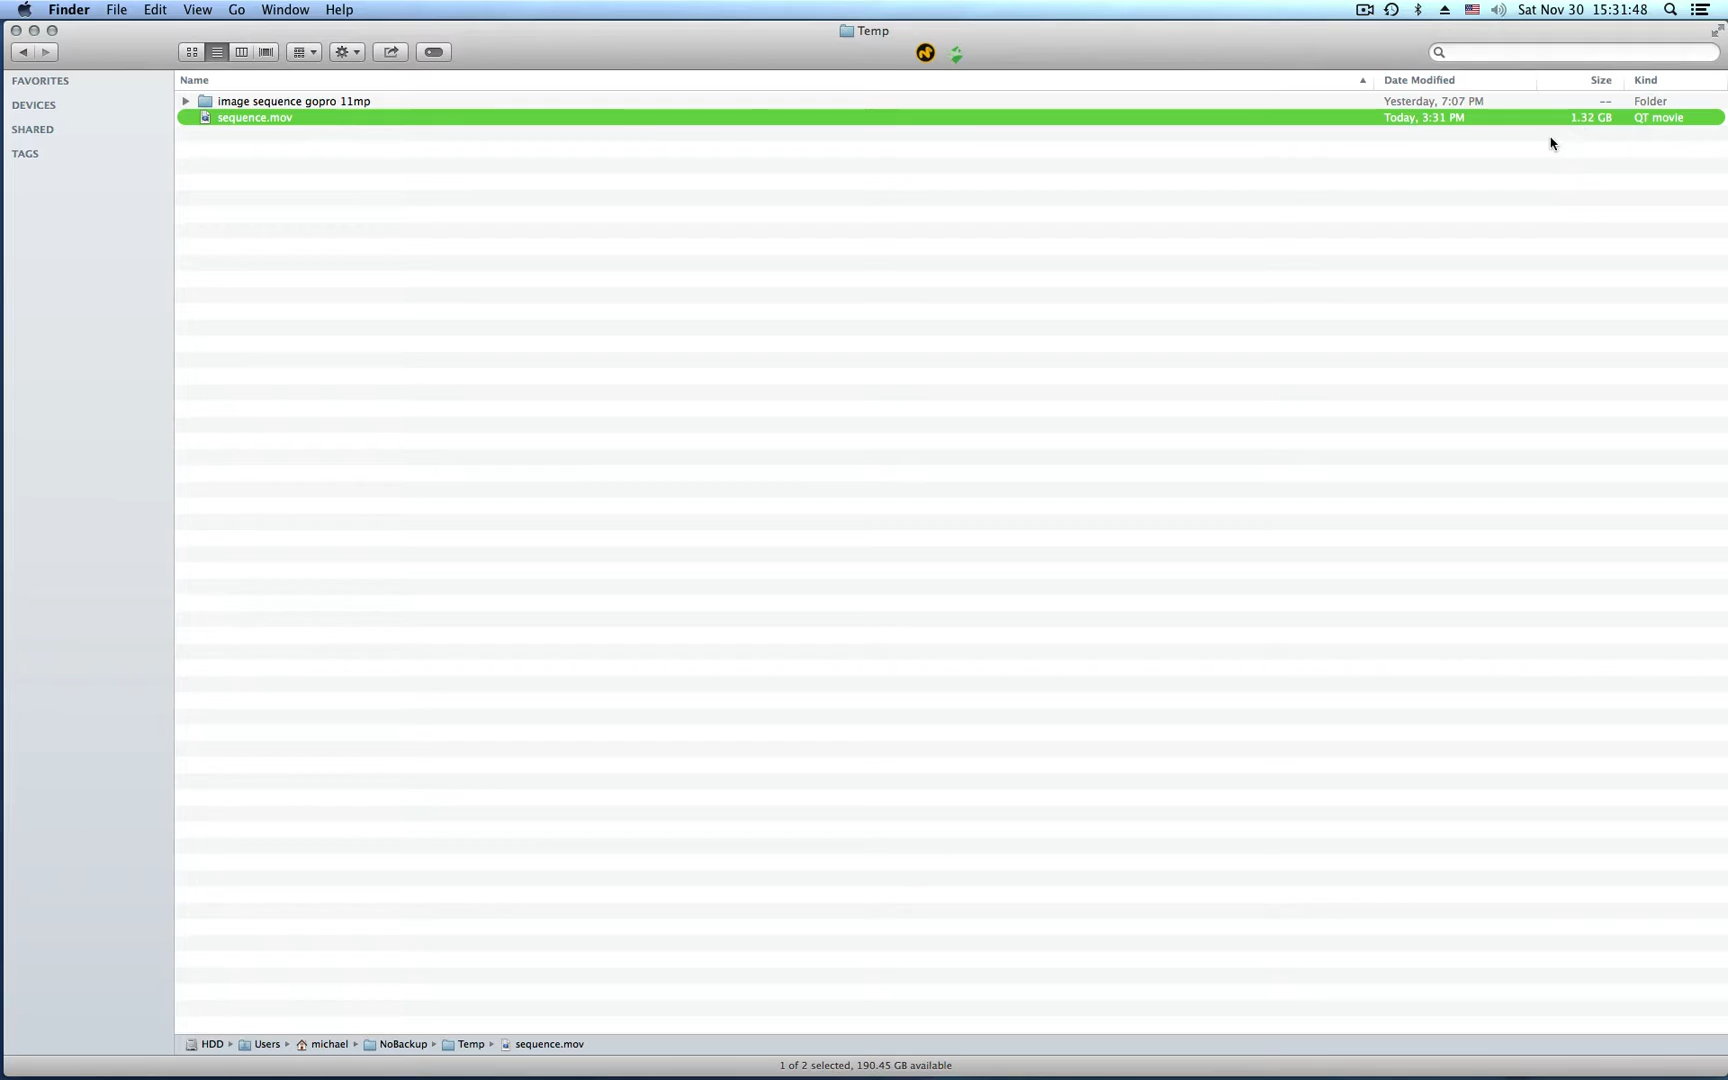 Finder File Edit View Go Window Help Sat Nov 30 15:31:48
Temp
FAVORITES
DEVICES
SHARED
TAGS
Name Date Modified Size Kind
image sequence gopro 11mp Yesterday, 7:07 PM -- Folder
sequence.mov Today, 3:31 PM 1.32 GB QT movie
HDD Users michael NoBackup Temp sequence.mov
1 of 2 selected, 190.45 GB available